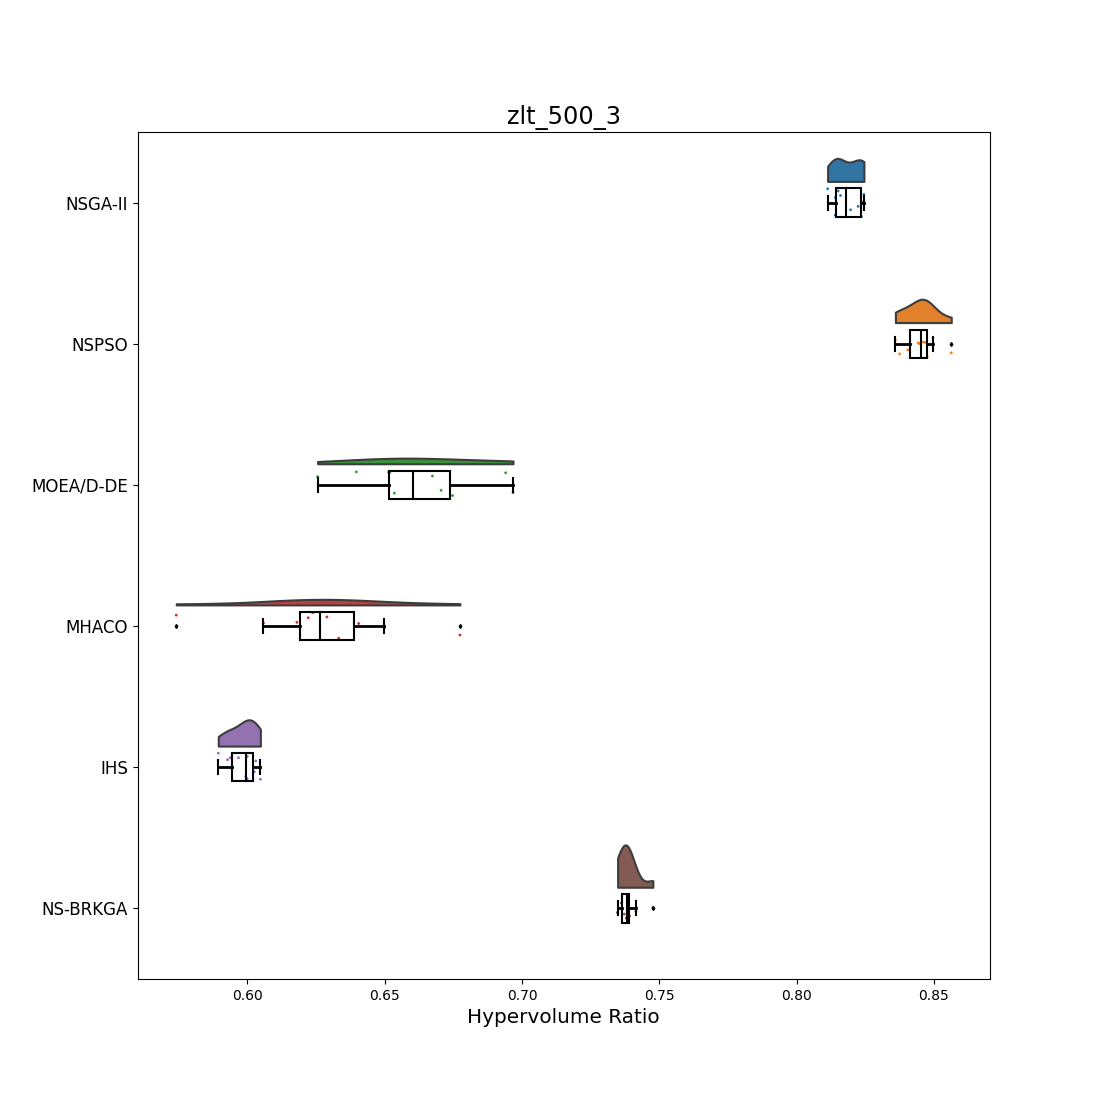 zlt_500_3
NSGA-II
NSPSO
MOEA/D-DE
MHACO
IHS
NS-BRKGA
0.60 0.65 0.70 0.75 0.80 0.85
Hypervolume Ratio